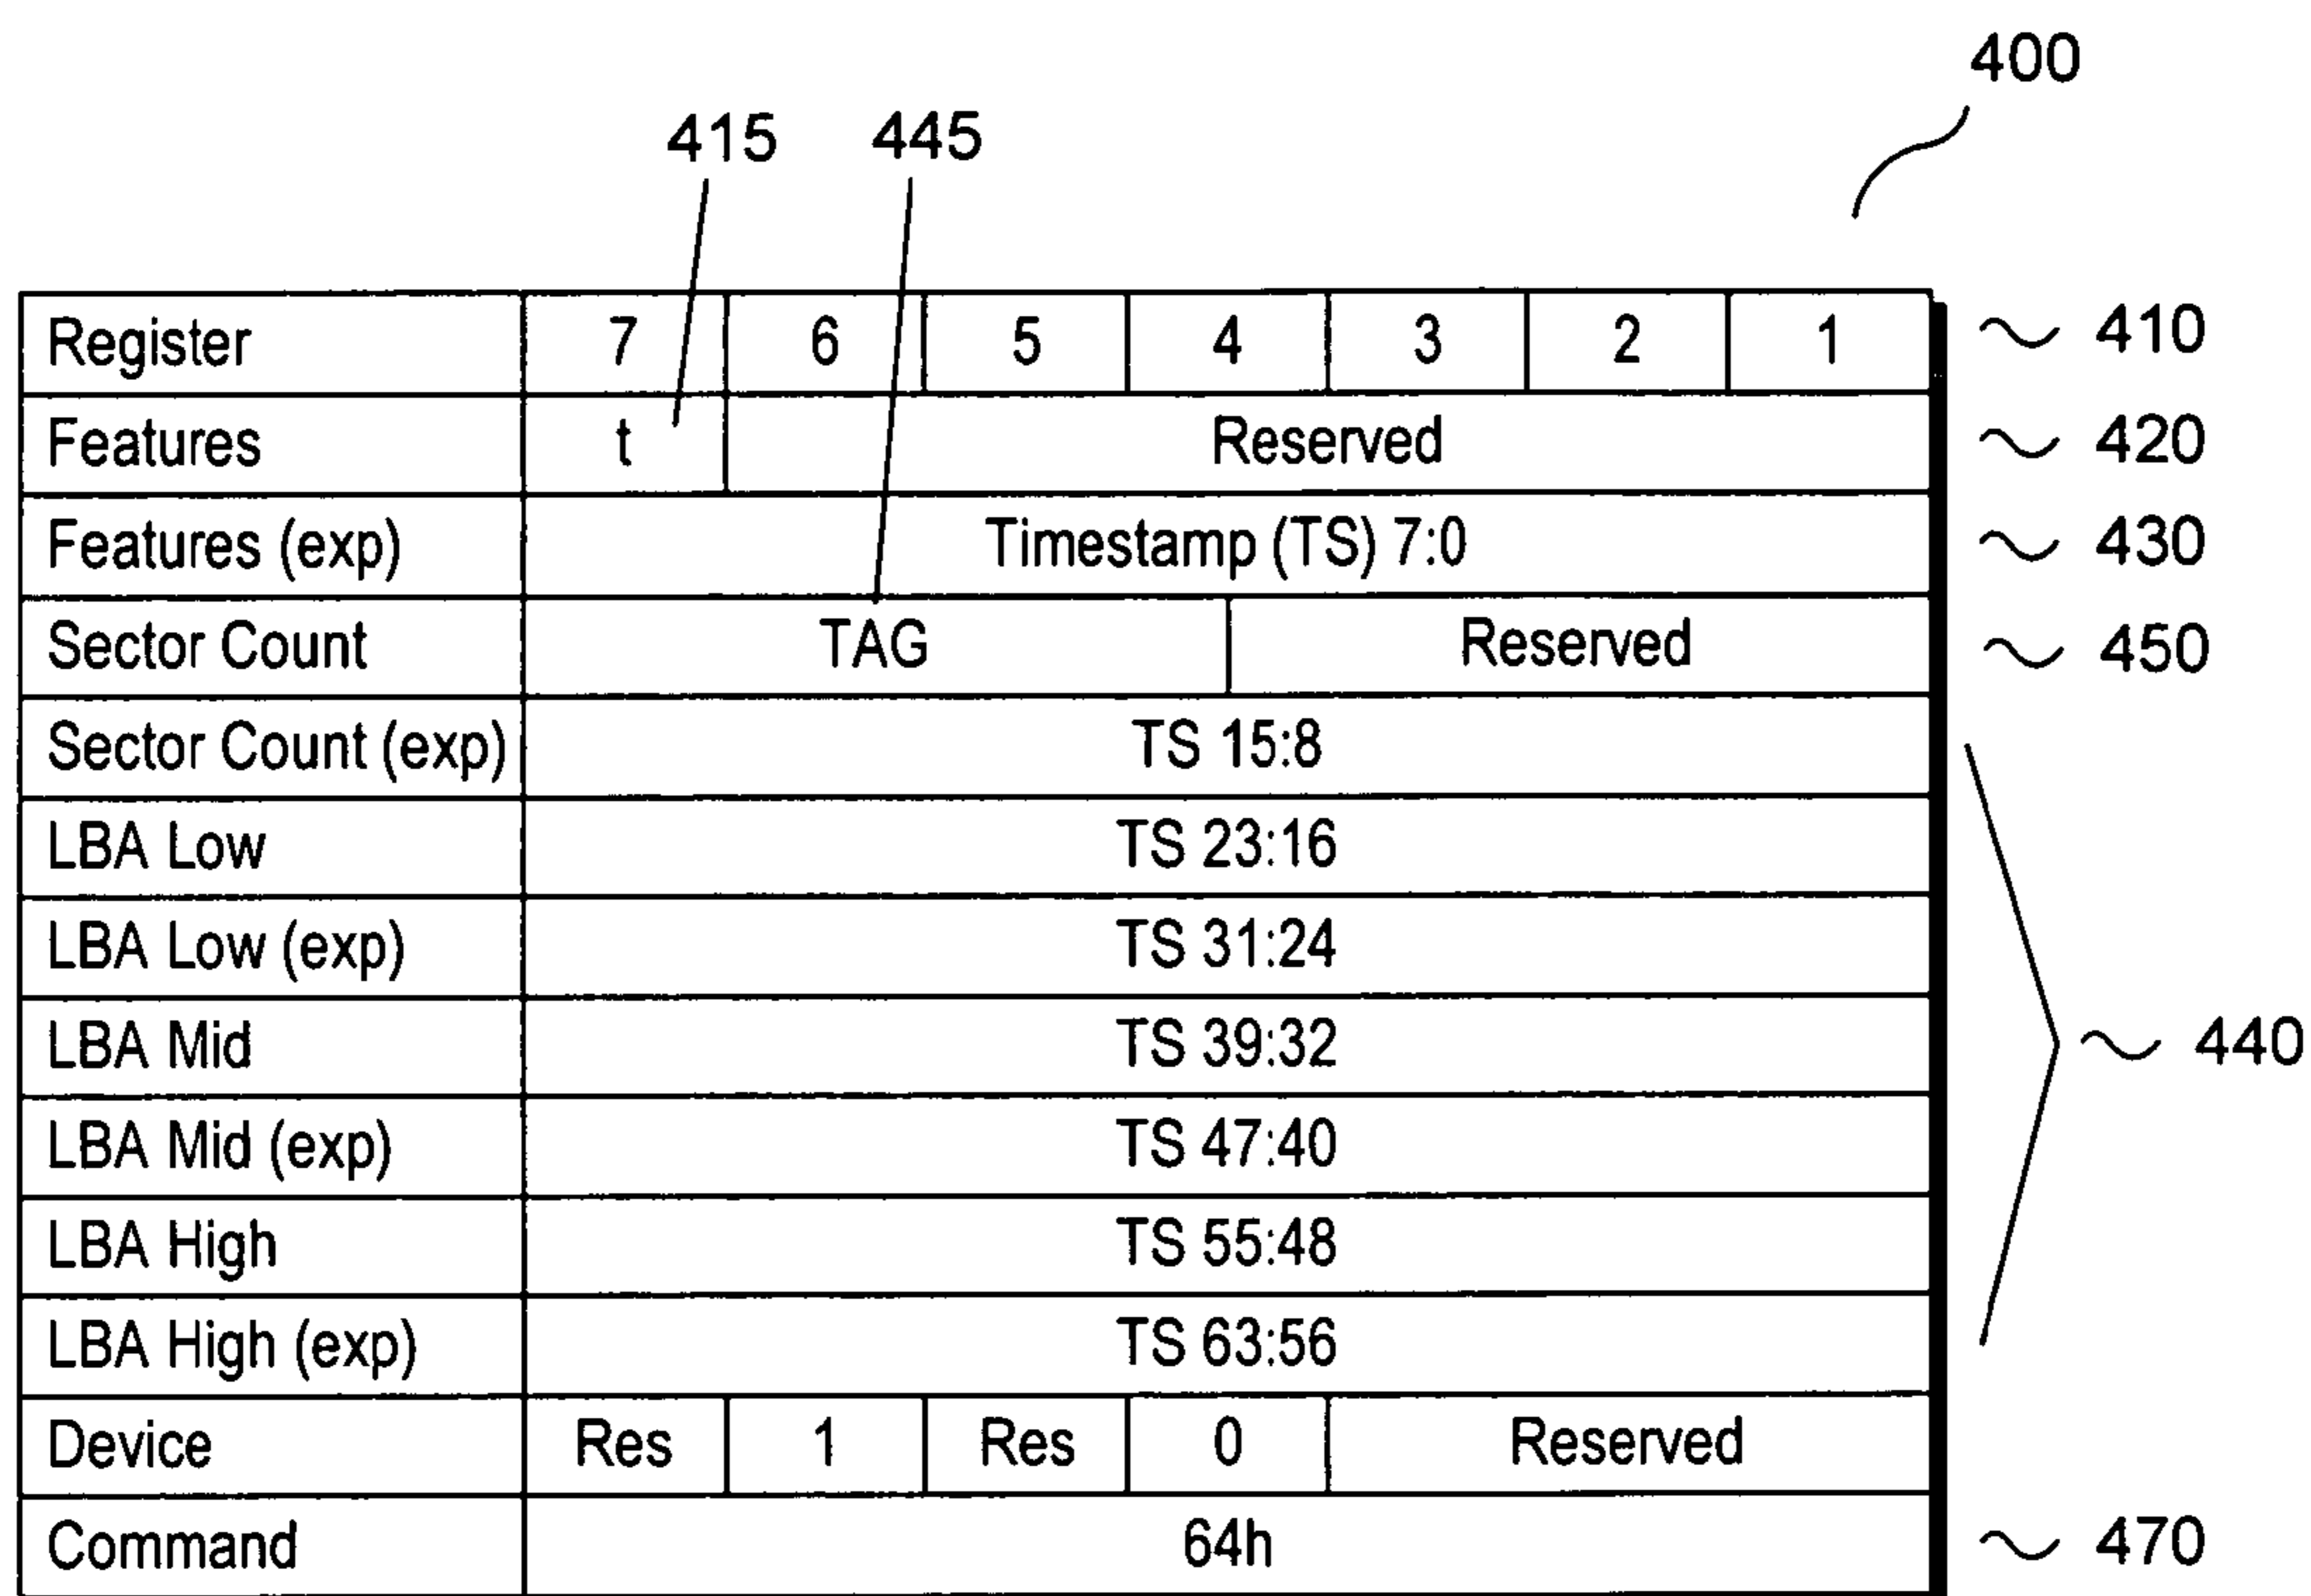 400
415 445
Register 7 6 5 4 3 2 1 410
Features t Reserved 420
Features (exp) Timestamp (TS) 7:0 430
Sector Count TAG Reserved 450
Sector Count (exp) TS 15:8
LBA Low TS 23:16
LBA Low (exp) TS 31:24
LBA Mid TS 39:32 440
LBA Mid (exp) TS 47:40
LBA High TS 55:48
LBA High (exp) TS 63:56
Device Res 1 Res 0 Reserved
Command 64h 470